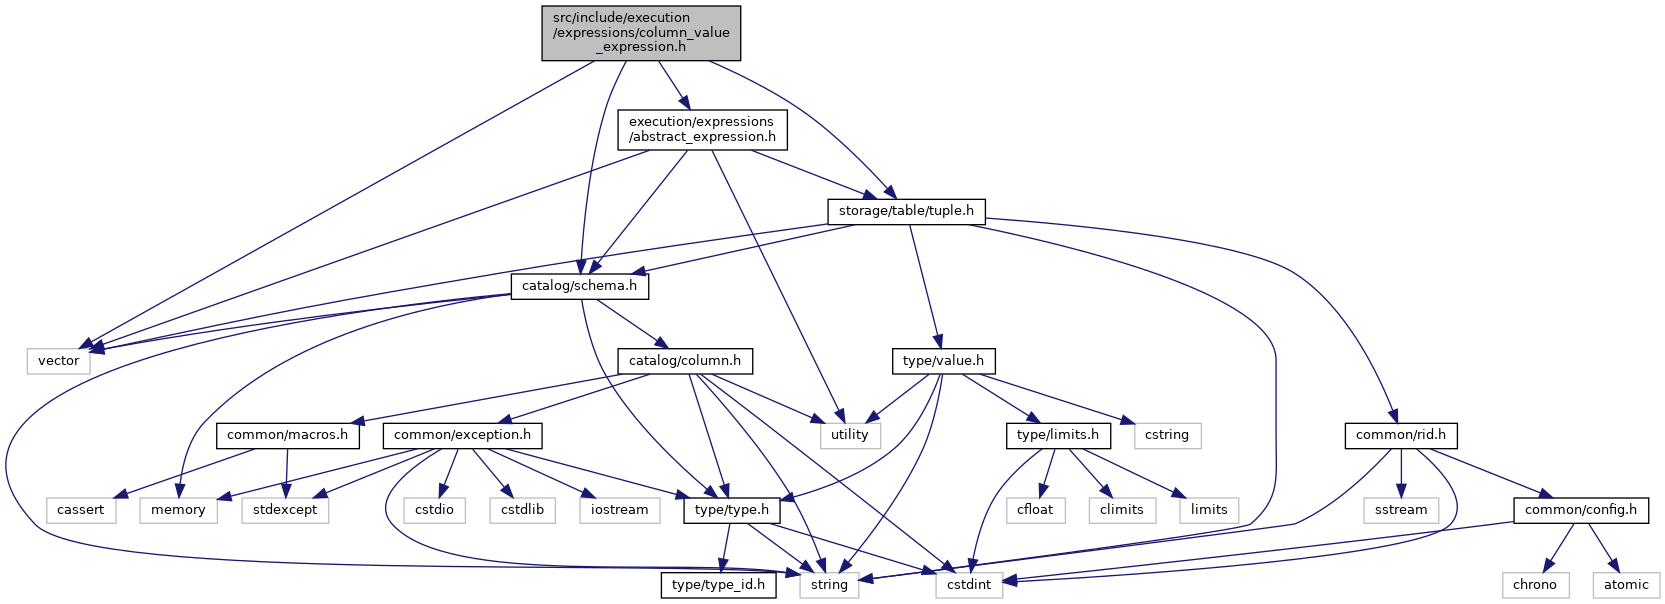 src/include/execution
/expressions/column_value
_expression.h
execution/expressions
/abstract_expression.h
storage/table/tuple.h
catalog/schema.h
vector
catalog/column.h
type/value.h
common/macros.h
common/exception.h
utility
type/limits.h
cstring
common/rid.h
cassert
memory
stdexcept
cstdio
cstdlib
iostream
type/type.h
cfloat
climits
limits
sstream
common/config.h
type/type_id.h
string
cstdint
chrono
atomic